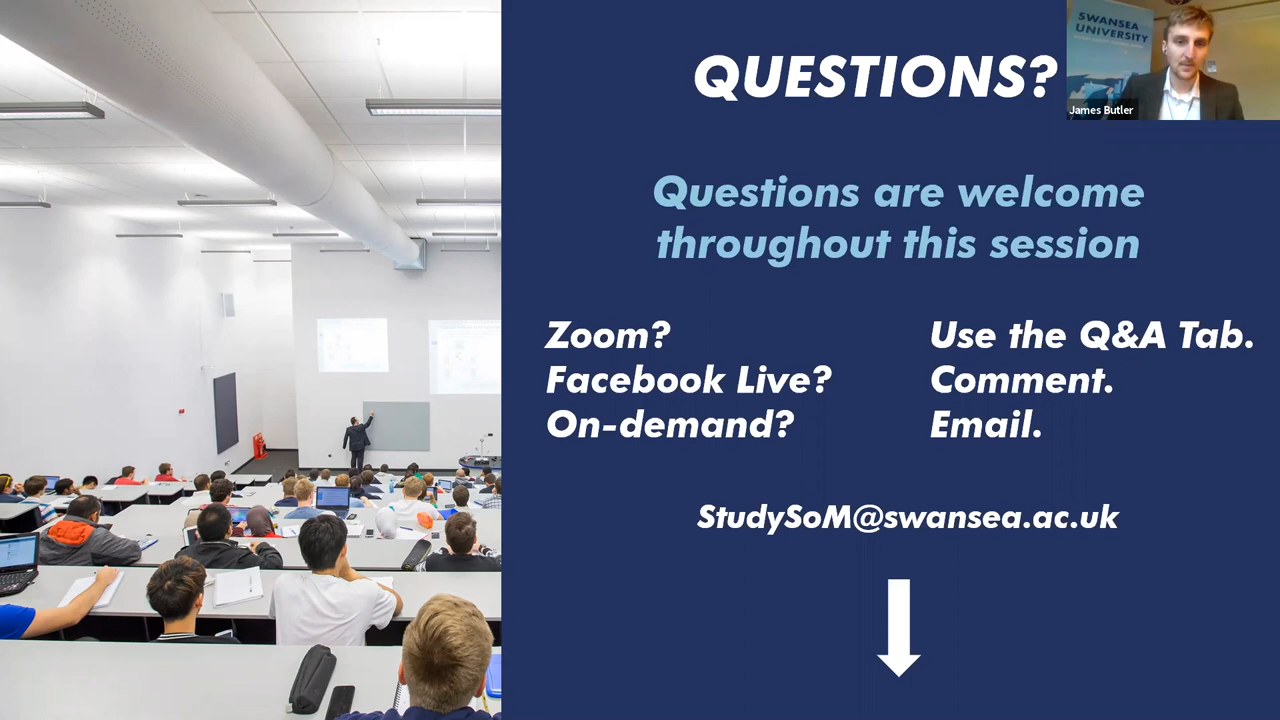 QUESTIONS?
SWANSEA
UNIVERSITY
James Butler
Questions are welcome
throughout this session
Zoom? Use the Q&A Tab.
Facebook Live? Comment.
On-demand? Email.
StudySoM@swansea.ac.uk